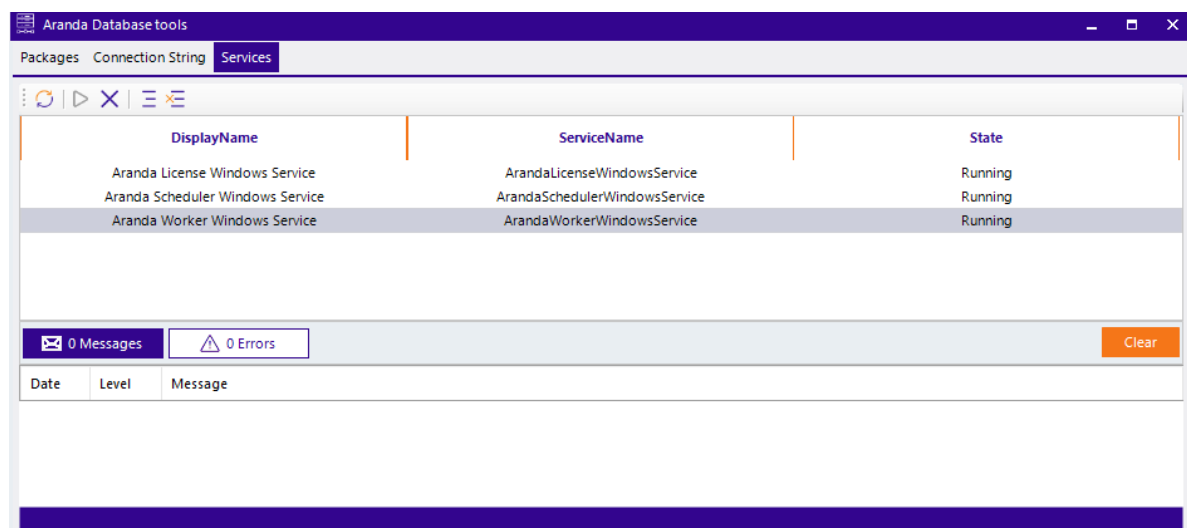 Aranda Database tools
Packages Connection String Services
DisplayName ServiceName State
Aranda License Windows Service ArandaLicenseWindowsService Running
Aranda Scheduler Windows Service ArandaSchedulerWindowsService Running
Aranda Worker Windows Service ArandaWorkerWindowsService Running
0 Messages 0 Errors Clear
Date Level Message